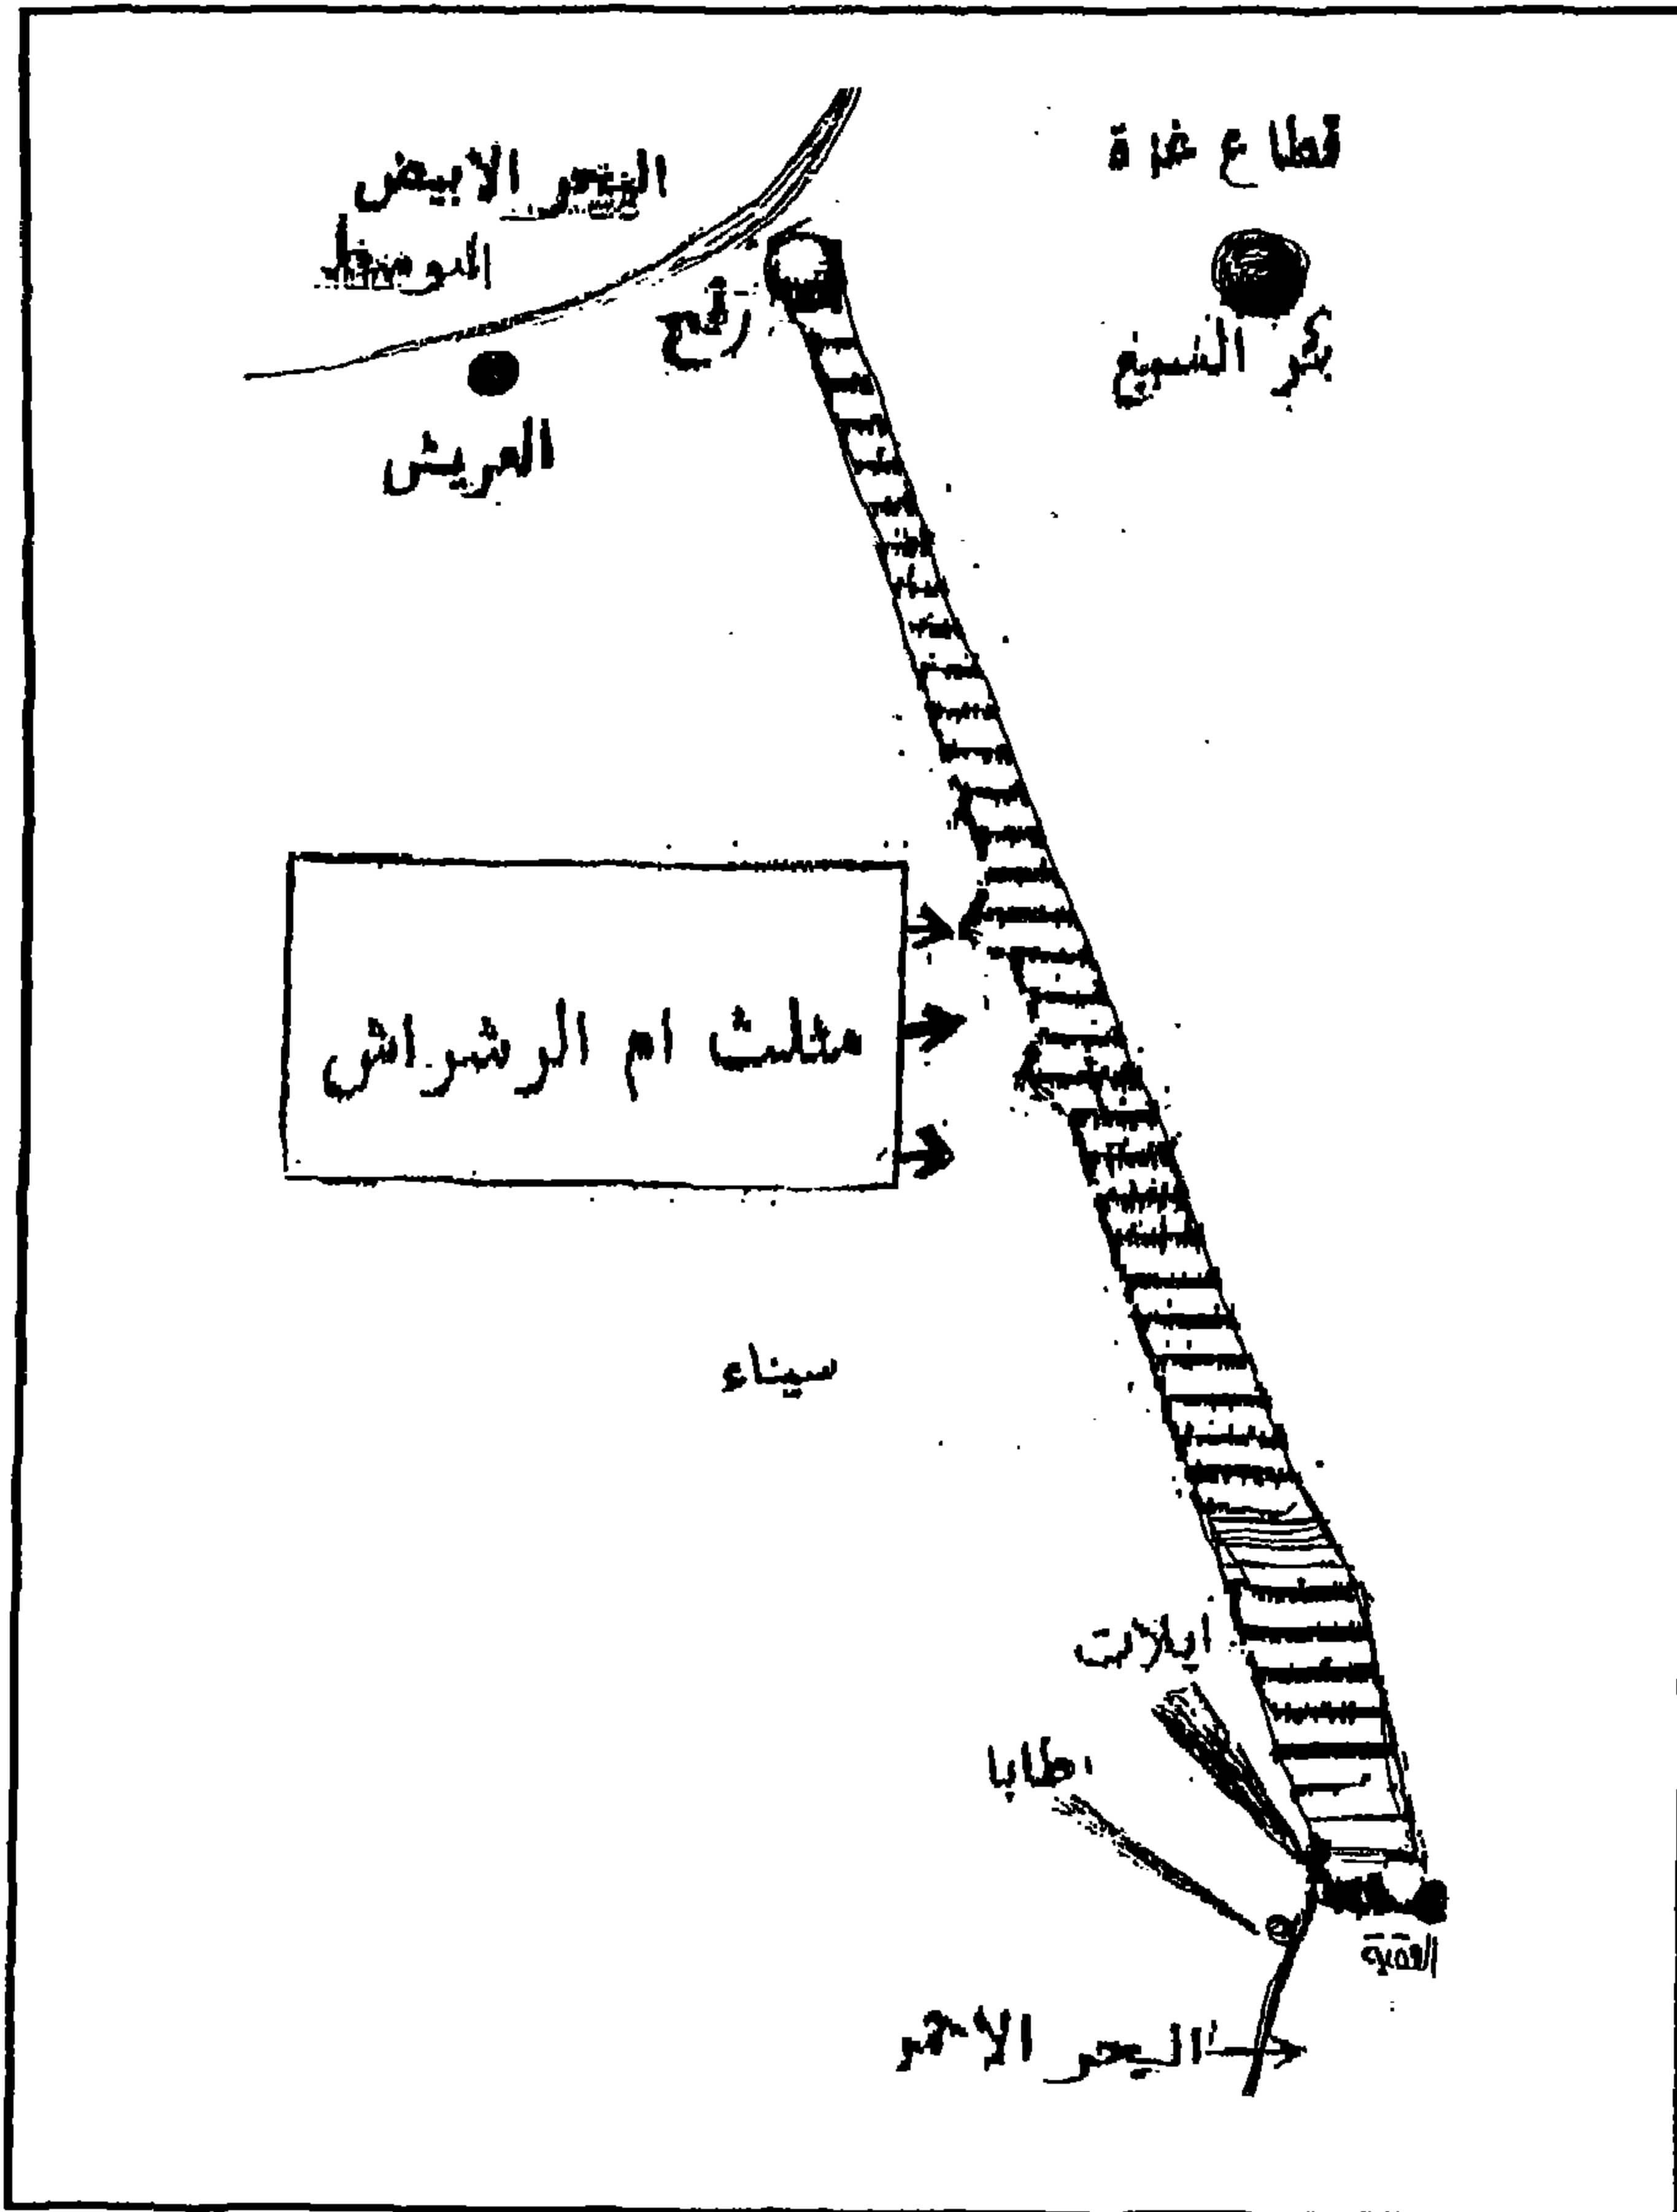 قطاع غزة
البحر الابيض
المتوسط
بئر السبع
رفح
العريش
مثلث ام الرشراش
سيناء
ايلات
طابا
العقبة
البحر الاحمر